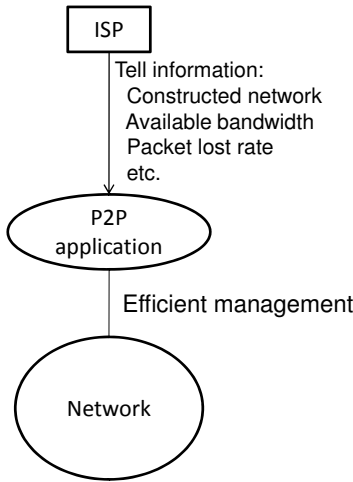 ISP
Tell information:
Constructed network
Available bandwidth
Packet lost rate
etc.
P2P
application
Efficient management
Network